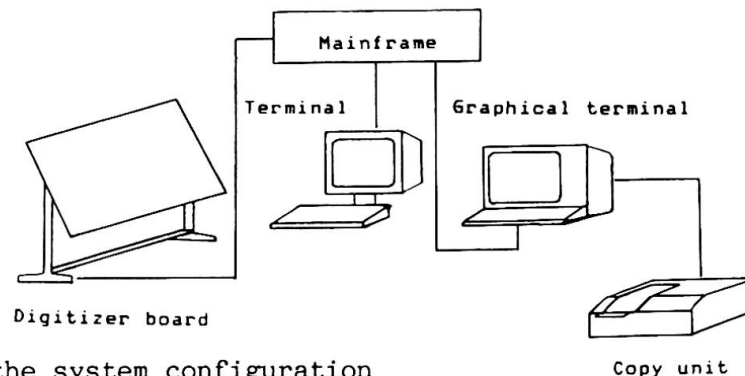 Mainframe
Terminal
Graphical terminal
Digitizer board
the system configuration
Copy unit